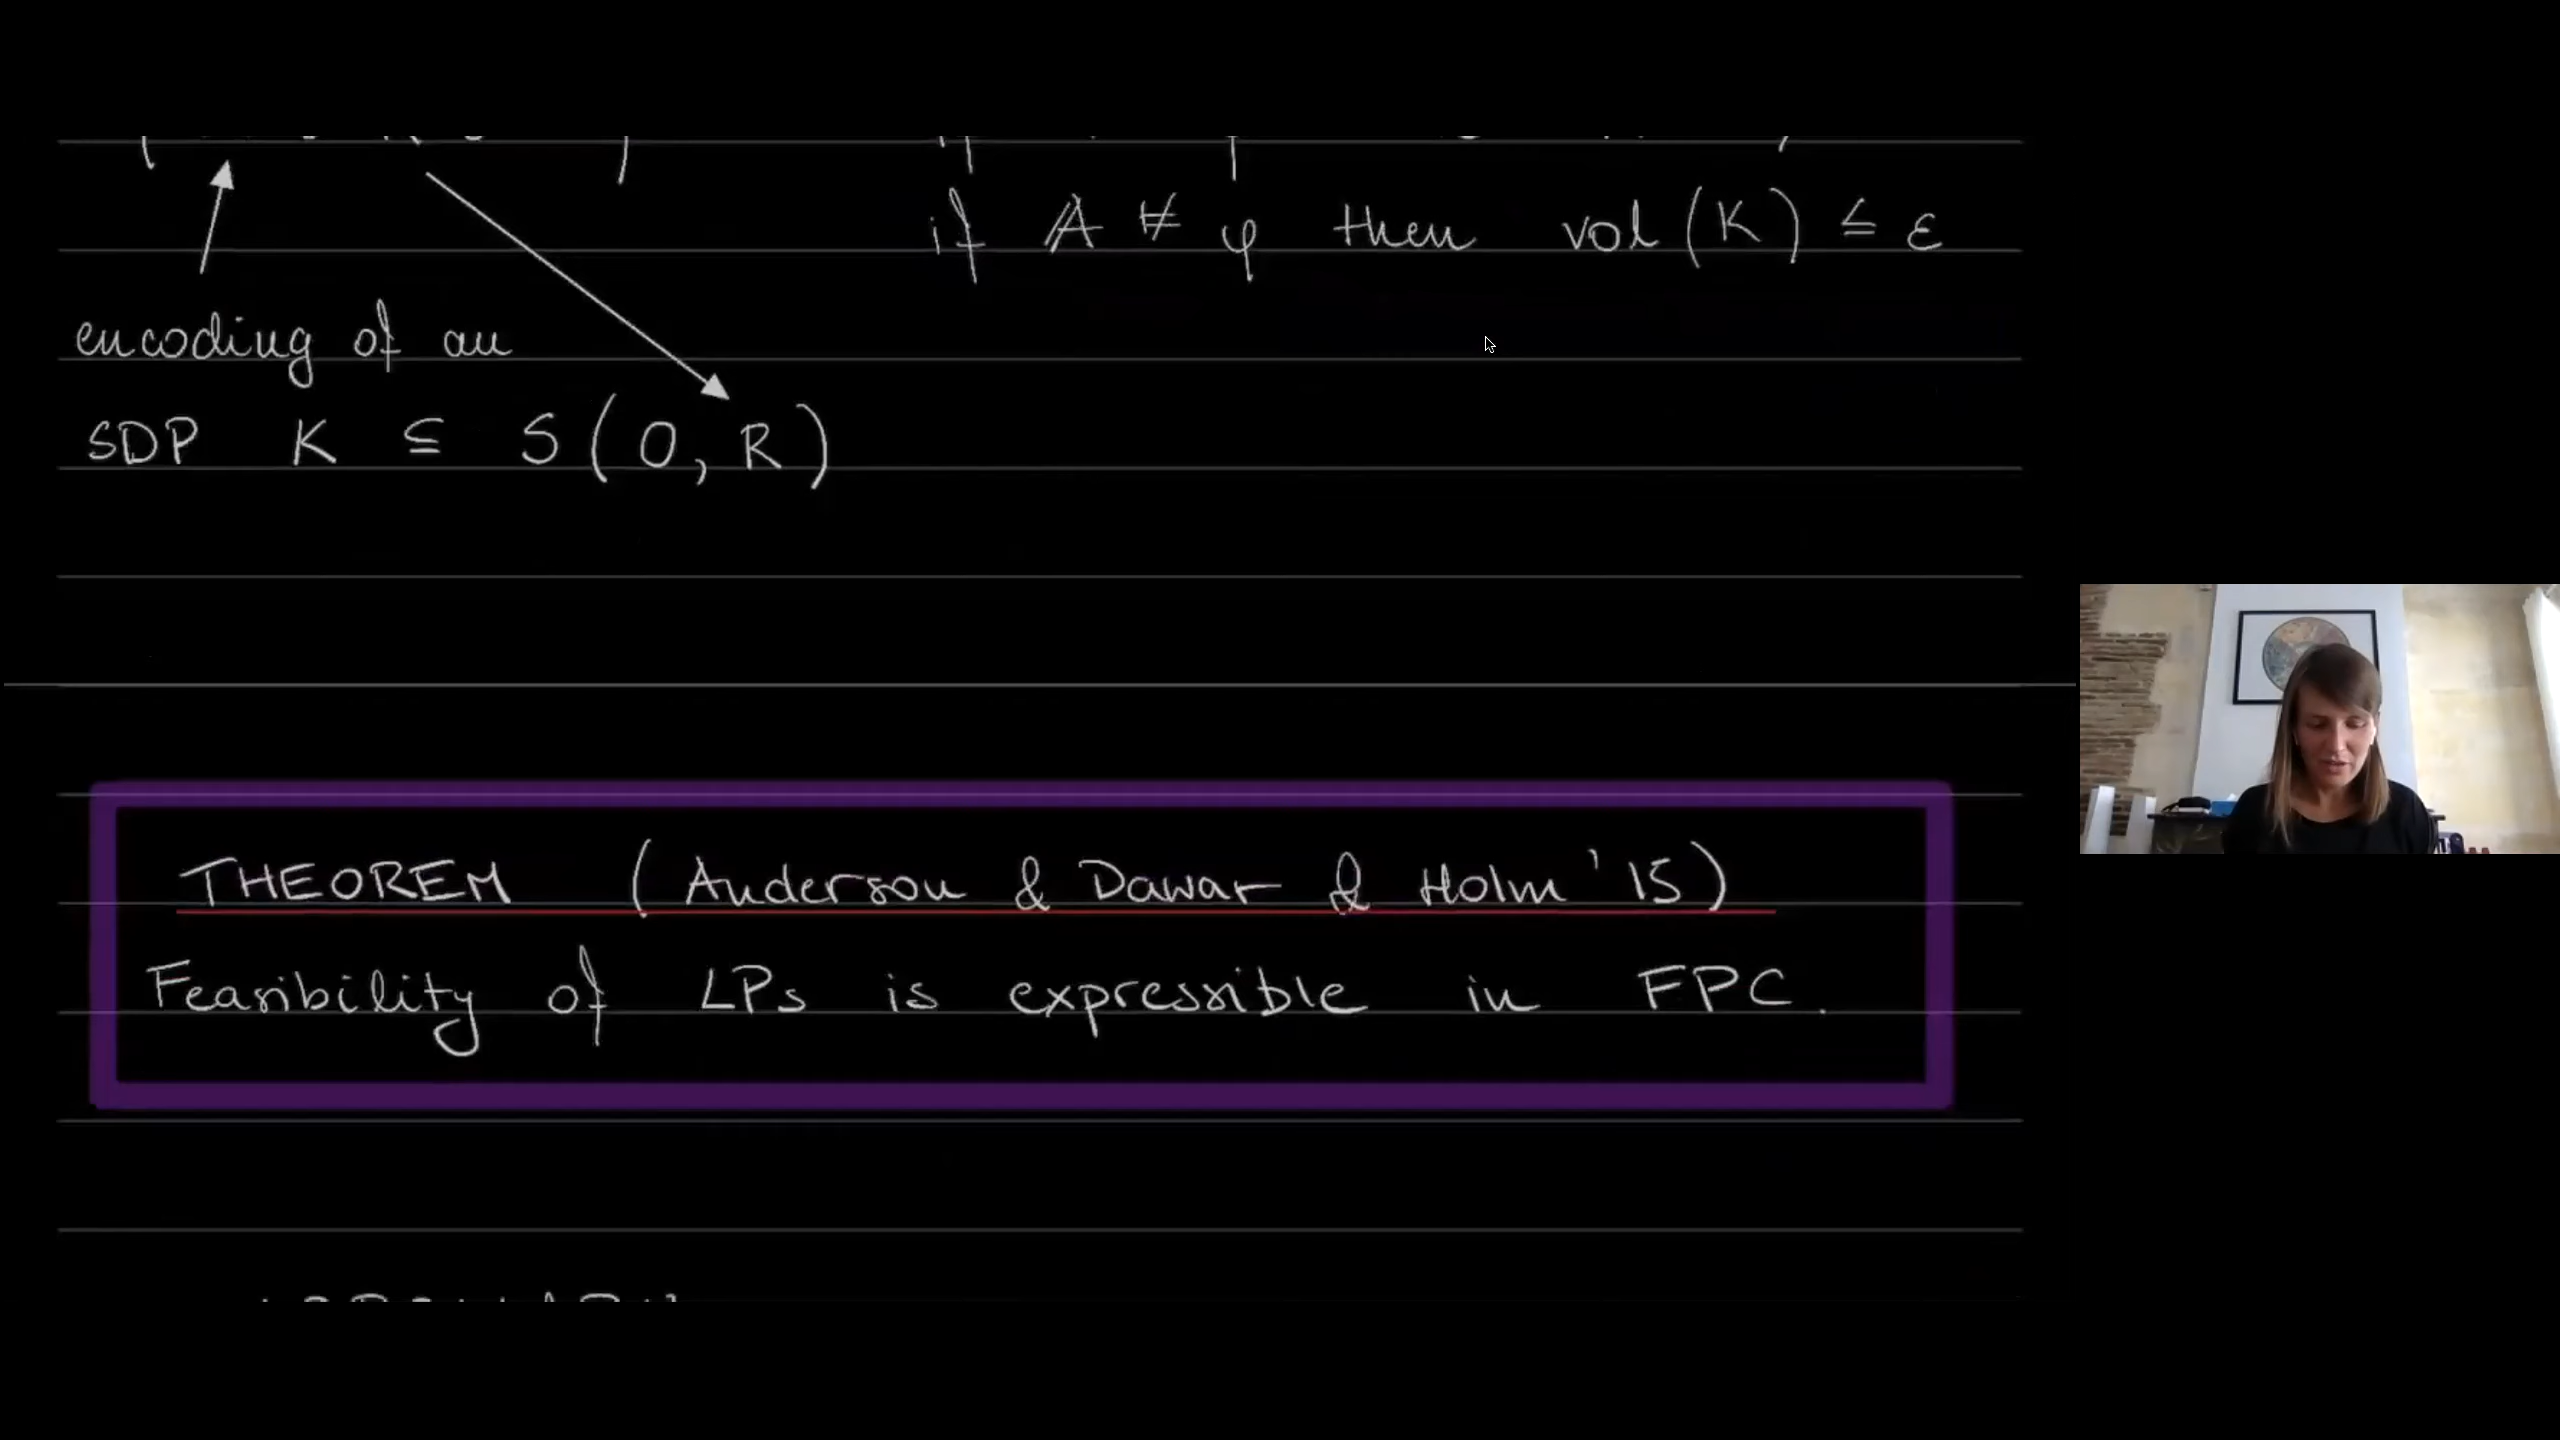 if 𝔸 ⊭ φ then vol (K) ≤ ε
encoding of an
SDP K ⊆ S(0, R)
THEOREM (Anderson & Dawar & Holm '15)
Feasibility of LPs is expressible in FPC.